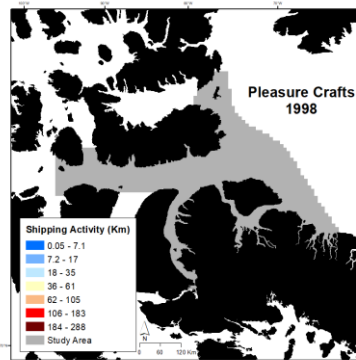 Pleasure Crafts
1998
Shipping Activity (Km)
0.05 - 7.1
7.2 - 17
18 - 35
36 - 61
62 - 105
106 - 183
184 - 288
Study Area
N
0 60 120 Km